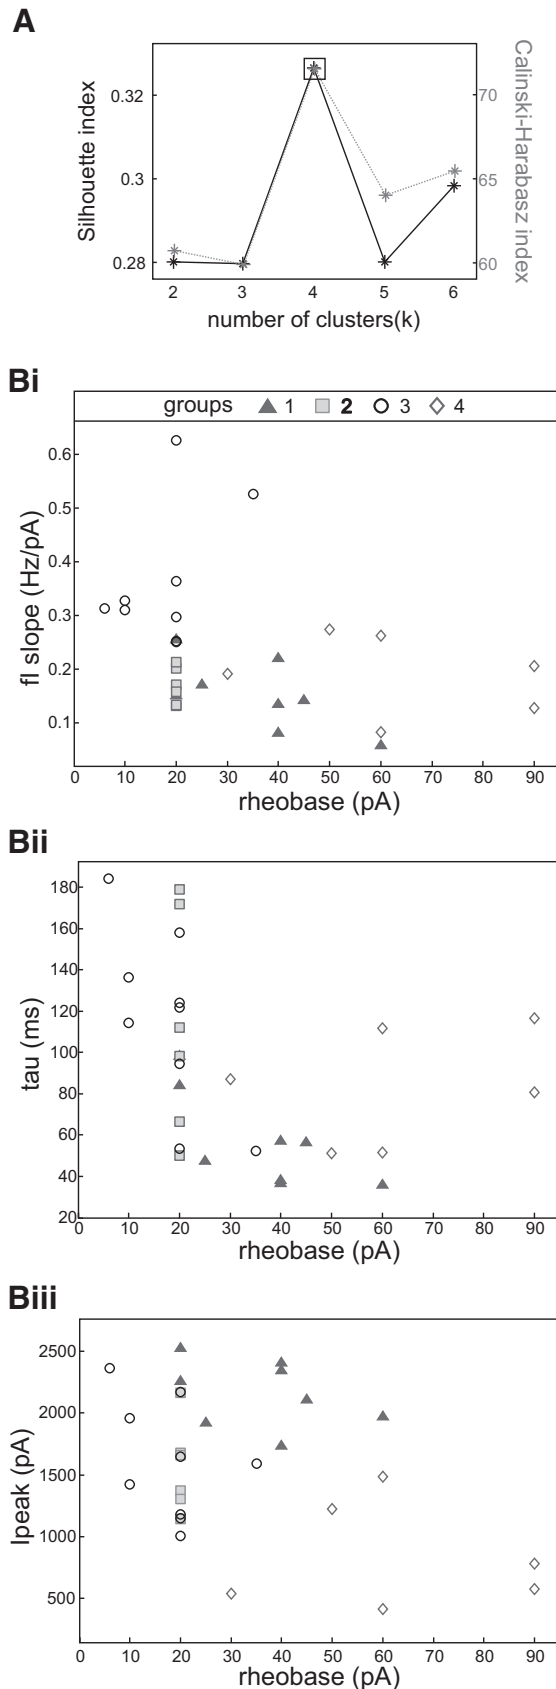 A
Silhouette index
0.32
0.3
0.28
Calinski-Harabasz index
70
65
60
2 3 4 5 6
number of clusters(k)
Bi
groups 1 2 3 4
fI slope (Hz/pA)
0.6
0.5
0.4
0.3
0.2
0.1
0 10 20 30 40 50 60 70 80 90
rheobase (pA)
Bii
tau (ms)
180
160
140
120
100
80
60
40
20
0 10 20 30 40 50 60 70 80 90
rheobase (pA)
Biii
Ipeak (pA)
2500
2000
1500
1000
500
0 10 20 30 40 50 60 70 80 90
rheobase (pA)